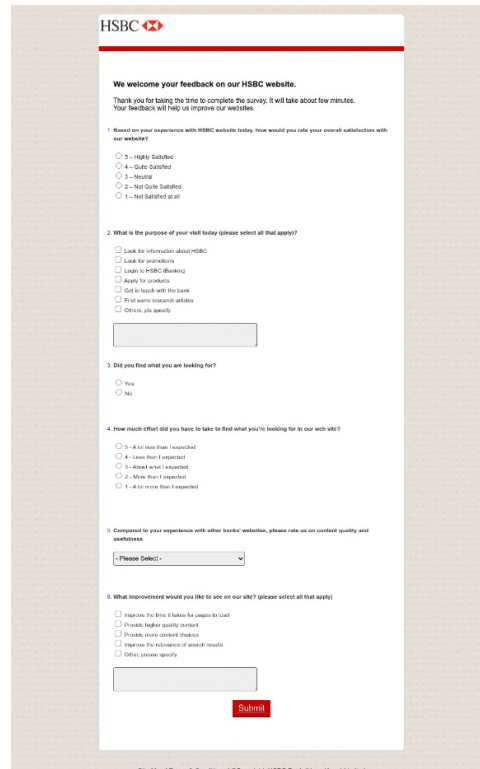 HSBC
We welcome your feedback on our HSBC website.
Thank you for taking the time to complete the survey. It will take about few minutes.
Your feedback will help us improve our websites.
1. Based on your experience with HSBC website today, how would you rate your overall satisfaction with
our website?
5 – Highly Satisfied
4 – Quite Satisfied
3 – Neutral
2 – Not Quite Satisfied
1 – Not Satisfied at all
2. What is the purpose of your visit today (please select all that apply)?
Look for information about HSBC
Look for promotions
Login to HSBC iBanking
Apply for products
Get in touch with the bank
Find some research articles
Others, pls specify
3. Did you find what you are looking for?
Yes
No
4. How much effort did you have to take to find what you're looking for in our web site?
5 - A lot less than I expected
4 - Less than I expected
3 - About what I expected
2 - More than I expected
1 - A lot more than I expected
5. Compared to your experience with other banks' websites, please rate us on content quality and
usefulness
- Please Select -
6. What improvement would you like to see on our site? (please select all that apply)
Improve the time it takes for pages to load
Provide higher quality content
Provide more content choices
Improve the relevance of search results
Other, please specify
Submit